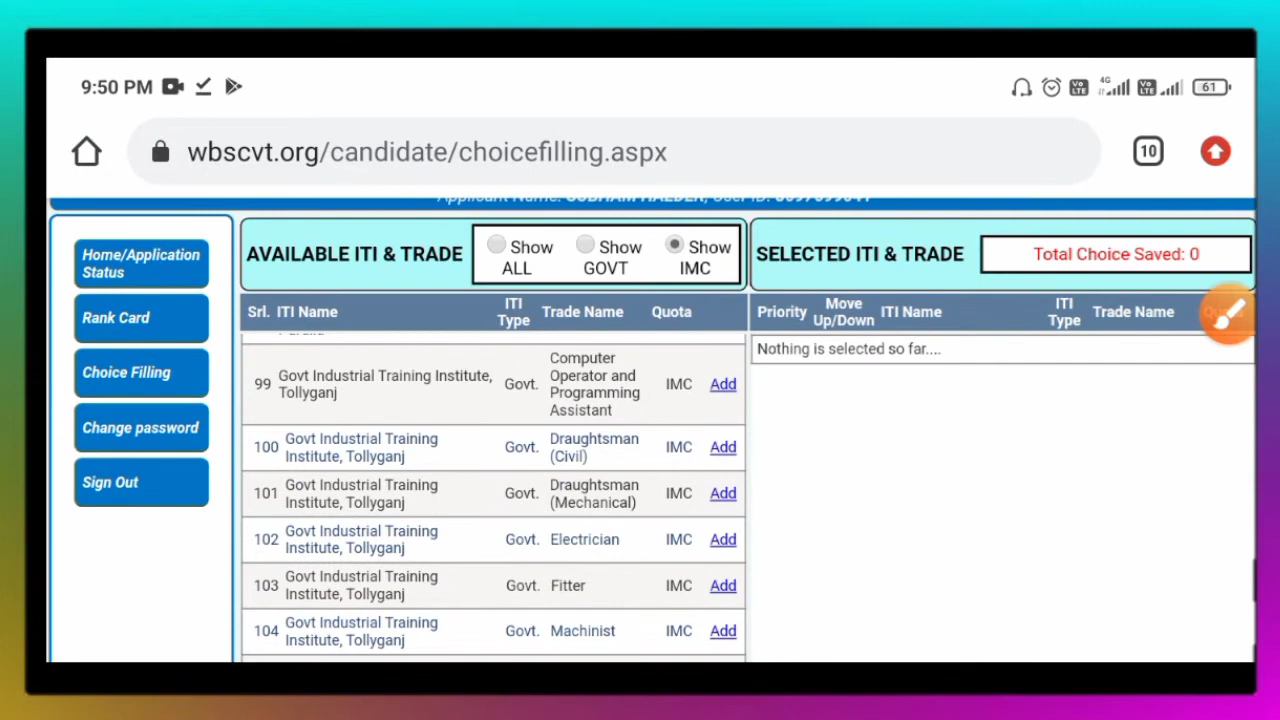 9:50 PM
4G
Vo LTE
Vo LTE
61
wbscvt.org/candidate/choicefilling.aspx
10
Home/Application
Status
Rank Card
Choice Filling
Change password
Sign Out
AVAILABLE ITI & TRADE
Show
ALL
Show
GOVT
Show
IMC
Srl. ITI Name
ITI
Type
Trade Name
Quota
99 Govt Industrial Training Institute,
Tollyganj
Govt.
Computer
Operator and
Programming
Assistant
IMC Add
100 Govt Industrial Training
Institute, Tollyganj
Govt.
Draughtsman
(Civil)
IMC Add
101 Govt Industrial Training
Institute, Tollyganj
Govt.
Draughtsman
(Mechanical)
IMC Add
102 Govt Industrial Training
Institute, Tollyganj
Govt. Electrician IMC Add
103 Govt Industrial Training
Institute, Tollyganj
Govt. Fitter IMC Add
104 Govt Industrial Training
Institute, Tollyganj
Govt. Machinist IMC Add
SELECTED ITI & TRADE
Total Choice Saved: 0
Priority
Move
Up/Down
ITI Name
ITI
Type
Trade Name
Nothing is selected so far....